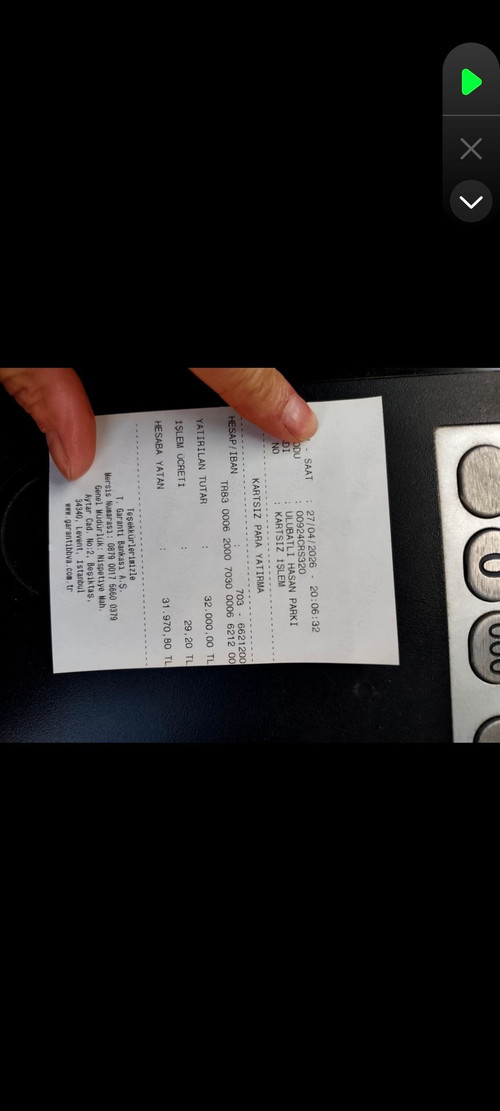 SAAT : 27/04/2026 - 20:06:32
ODU : 00924CRS320
DI : ULUBATLI HASAN PARKI
NO : KARTSIZ İŞLEM
KARTSIZ PARA YATIRMA
HESAP/IBAN : 703 - 6621200
TR83 0006 2000 7030 0006 6212 00
YATIRILAN TUTAR : 32.000,00 TL
İŞLEM ÜCRETİ : 29,20 TL
HESABA YATAN : 31.970,80 TL
Teşekkürlerimizle
T. Garanti Bankası A.Ş.
Mersis Numarası: 0879 0017 5660 0379
Genel Müdürlük: Nispetiye Mah.
Aytar Cad. No:2, Beşiktaş,
34340, Levent, İstanbul
www.garantibbva.com.tr